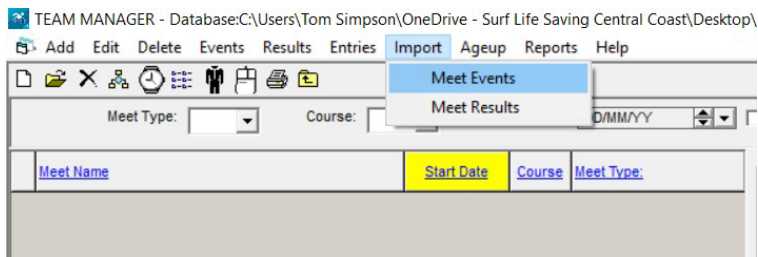 TEAM MANAGER - Database:C:\Users\Tom Simpson\OneDrive - Surf Life Saving Central Coast\Desktop\
Add Edit Delete Events Results Entries Import Ageup Reports Help
Meet Events
Meet Results
Meet Type: Course: D/MM/YY
Meet Name Start Date Course Meet Type: